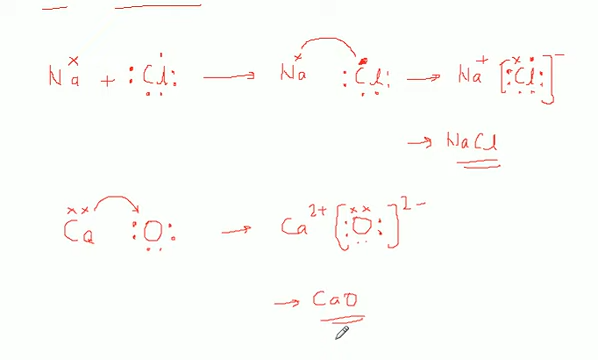 Na + Cl → Na Cl → Na⁺ [Cl]⁻
→ NaCl
Ca O → Ca²⁺ [O]²⁻
→ CaO